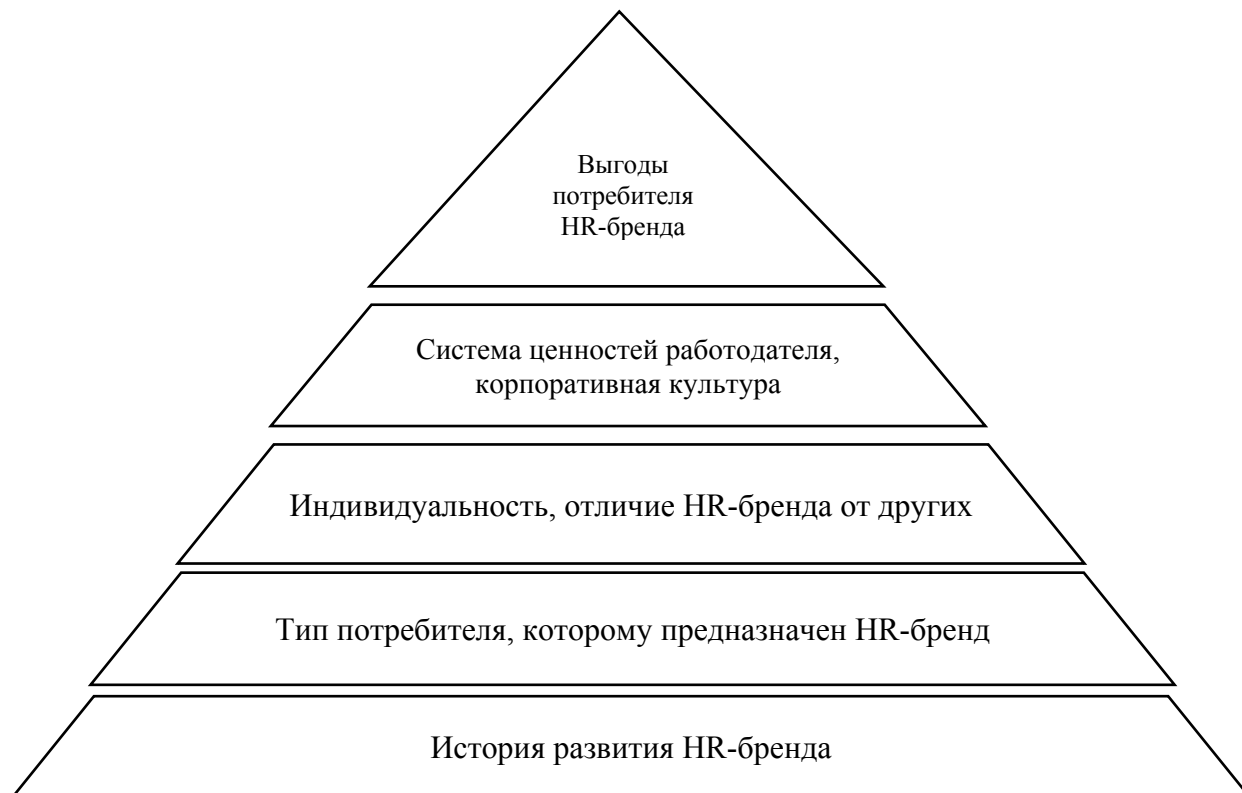 Выгоды
потребителя
HR-бренда
Система ценностей работодателя,
корпоративная культура
Индивидуальность, отличие HR-бренда от других
Тип потребителя, которому предназначен HR-бренд
История развития HR-бренда